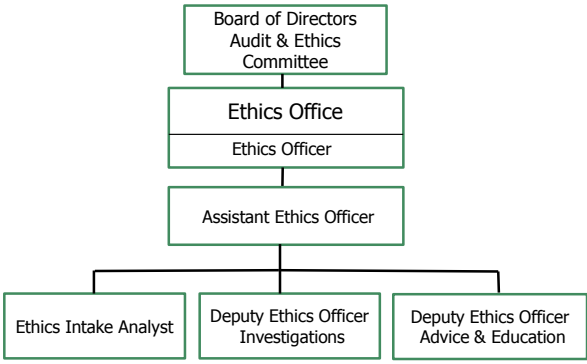 Board of Directors
Audit & Ethics
Committee
Ethics Office
Ethics Officer
Assistant Ethics Officer
Ethics Intake Analyst
Deputy Ethics Officer
Investigations
Deputy Ethics Officer
Advice & Education